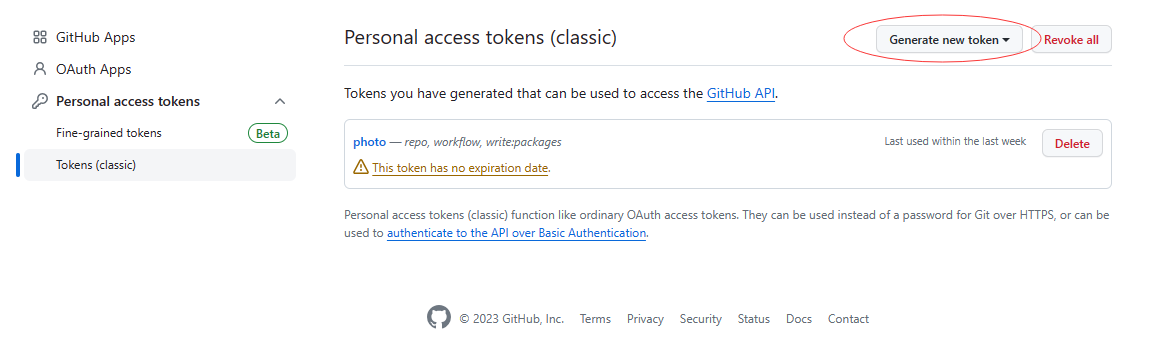 GitHub Apps
OAuth Apps
Personal access tokens
Fine-grained tokens Beta
Tokens (classic)
Personal access tokens (classic)
Generate new token
Revoke all
Tokens you have generated that can be used to access the GitHub API.
photo — repo, workflow, write:packages
Last used within the last week
Delete
This token has no expiration date.
Personal access tokens (classic) function like ordinary OAuth access tokens. They can be used instead of a password for Git over HTTPS, or can be
used to authenticate to the API over Basic Authentication.
© 2023 GitHub, Inc. Terms Privacy Security Status Docs Contact